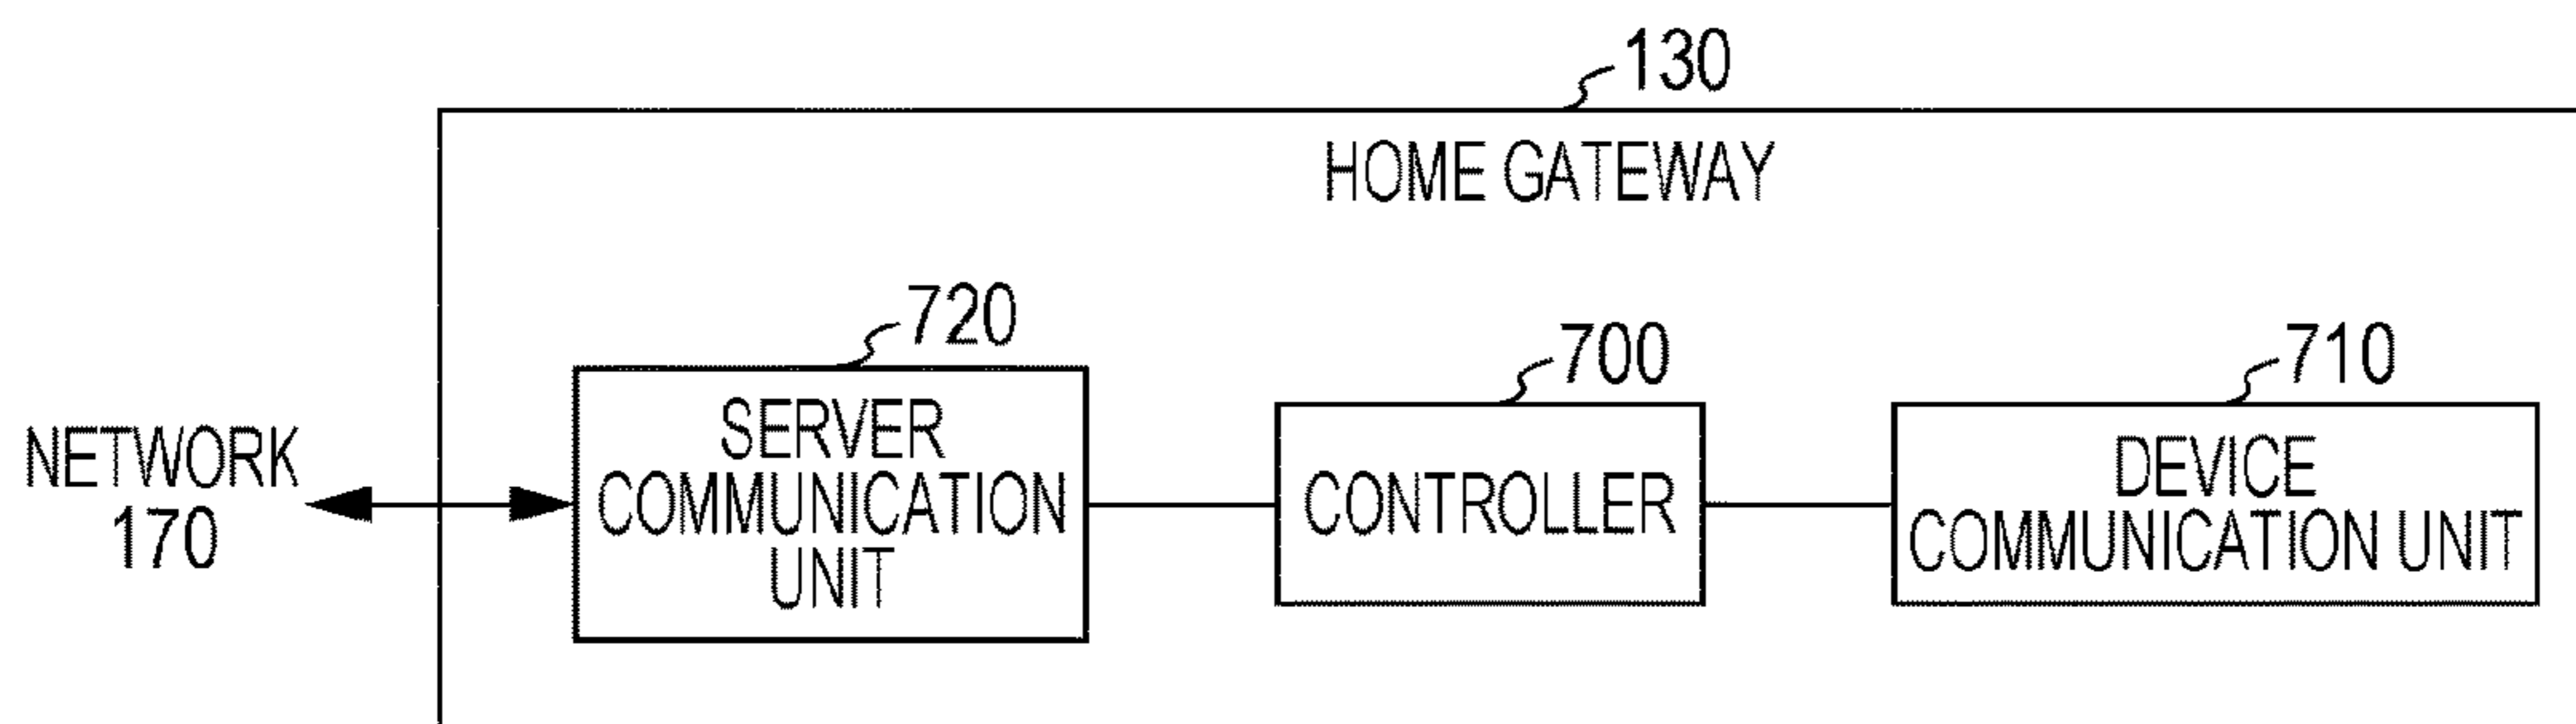 130
HOME GATEWAY
720
700
710
NETWORK
170
SERVER
COMMUNICATION
UNIT
CONTROLLER
DEVICE
COMMUNICATION UNIT